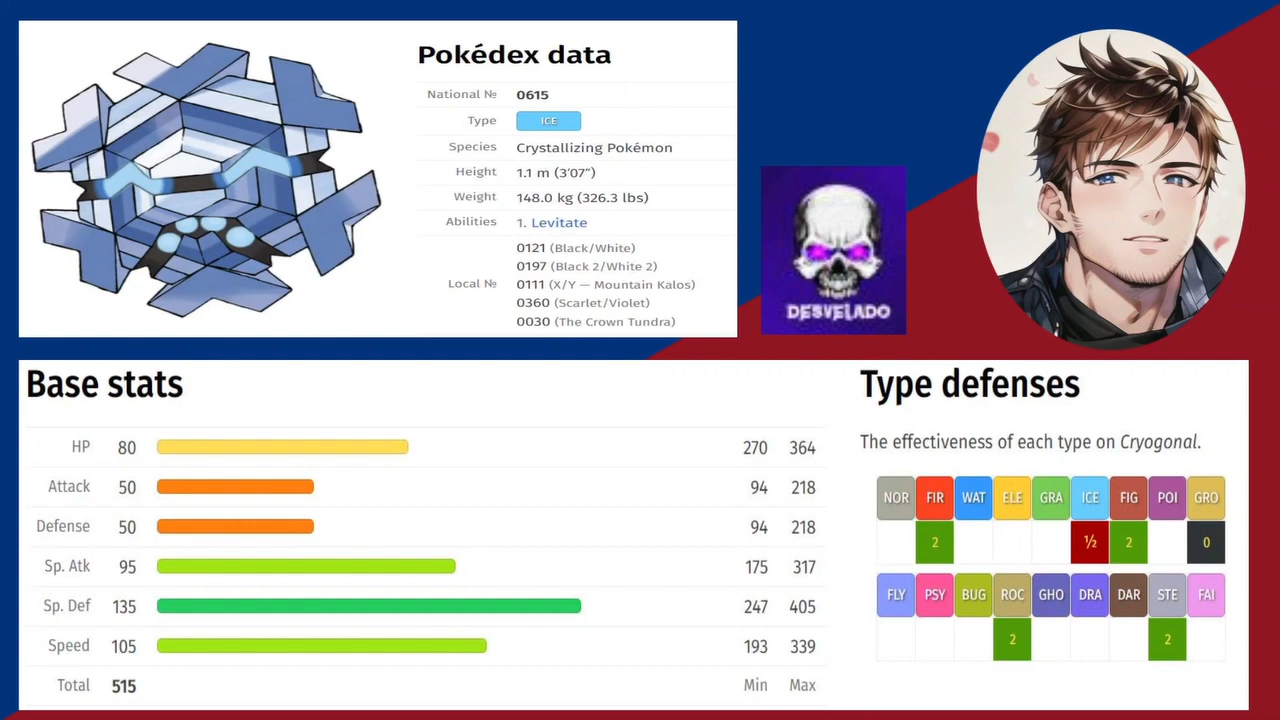 Pokédex data
National № 0615
Type ICE
Species Crystallizing Pokémon
Height 1.1 m (3′07″)
Weight 148.0 kg (326.3 lbs)
Abilities 1. Levitate
Local № 0121 (Black/White)
0197 (Black 2/White 2)
0111 (X/Y — Mountain Kalos)
0360 (Scarlet/Violet)
0030 (The Crown Tundra)
DESVELADO
Base stats
HP 80 270 364
Attack 50 94 218
Defense 50 94 218
Sp. Atk 95 175 317
Sp. Def 135 247 405
Speed 105 193 339
Total 515 Min Max
Type defenses
The effectiveness of each type on Cryogonal.
NOR FIR WAT ELE GRA ICE FIG POI GRO
2 ½ 2 0
FLY PSY BUG ROC GHO DRA DAR STE FAI
2 2